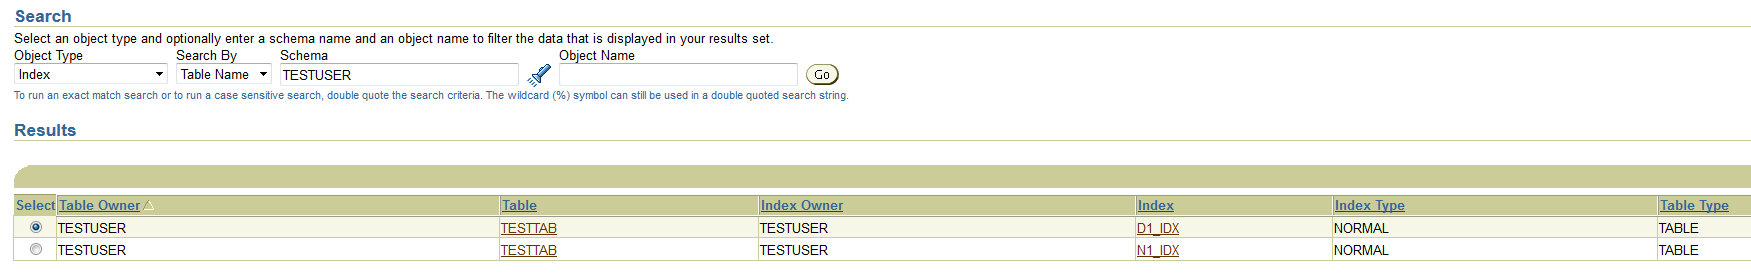 Search
Select an object type and optionally enter a schema name and an object name to filter the data that is displayed in your results set.
Object Type Search By Schema Object Name
Index Table Name TESTUSER Go
To run an exact match search or to run a case sensitive search, double quote the search criteria. The wildcard (%) symbol can still be used in a double quoted search string.
Results
Select Table Owner Table Index Owner Index Index Type Table Type
TESTUSER TESTTAB TESTUSER D1_IDX NORMAL TABLE
TESTUSER TESTTAB TESTUSER N1_IDX NORMAL TABLE